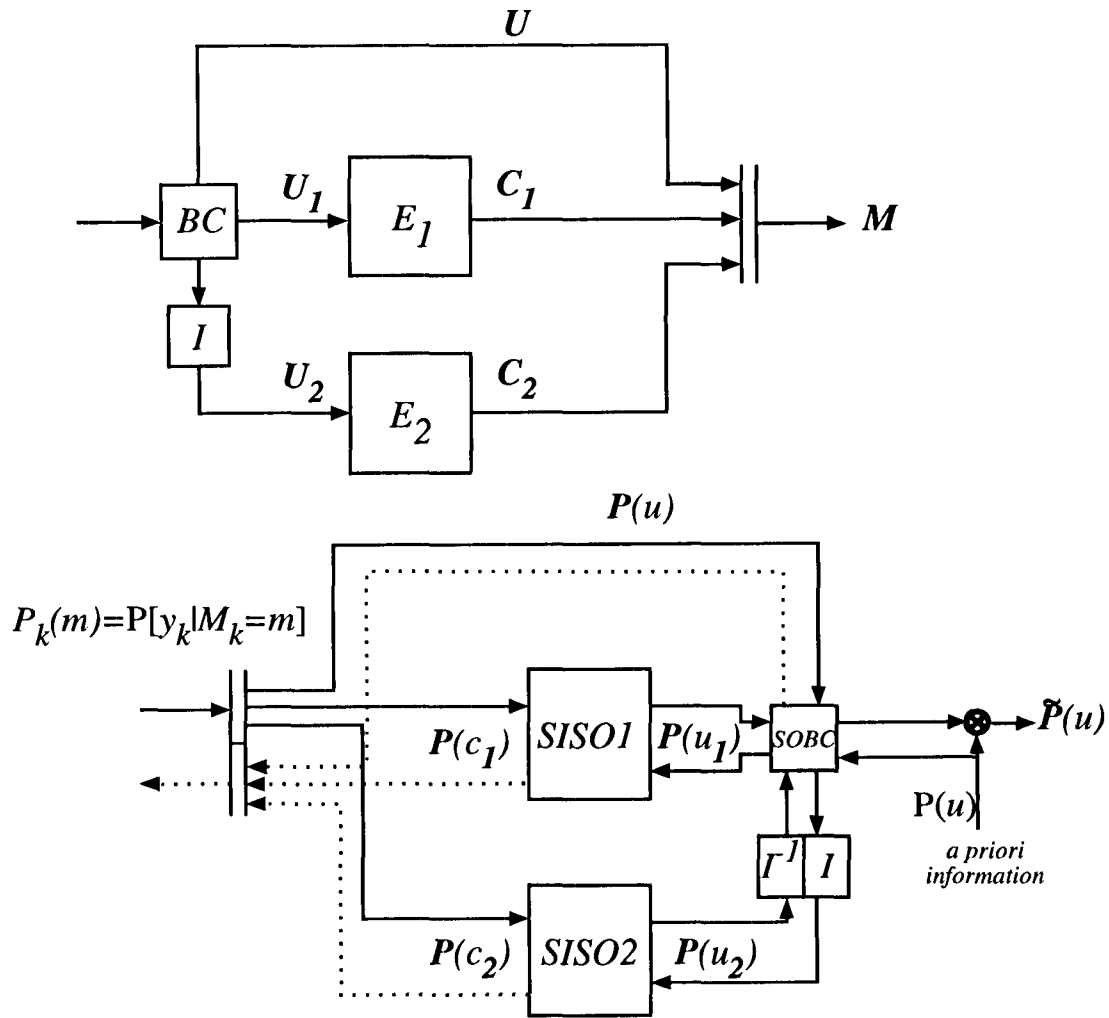 U
BC
U1
E1
C1
M
I
U2
E2
C2
P(u)
Pk(m)=P[yk|Mk=m]
P(c1)
SISO1
P(u1)
SOBC
P̃(u)
P(u)
a priori
information
I-1
I
P(c2)
SISO2
P(u2)